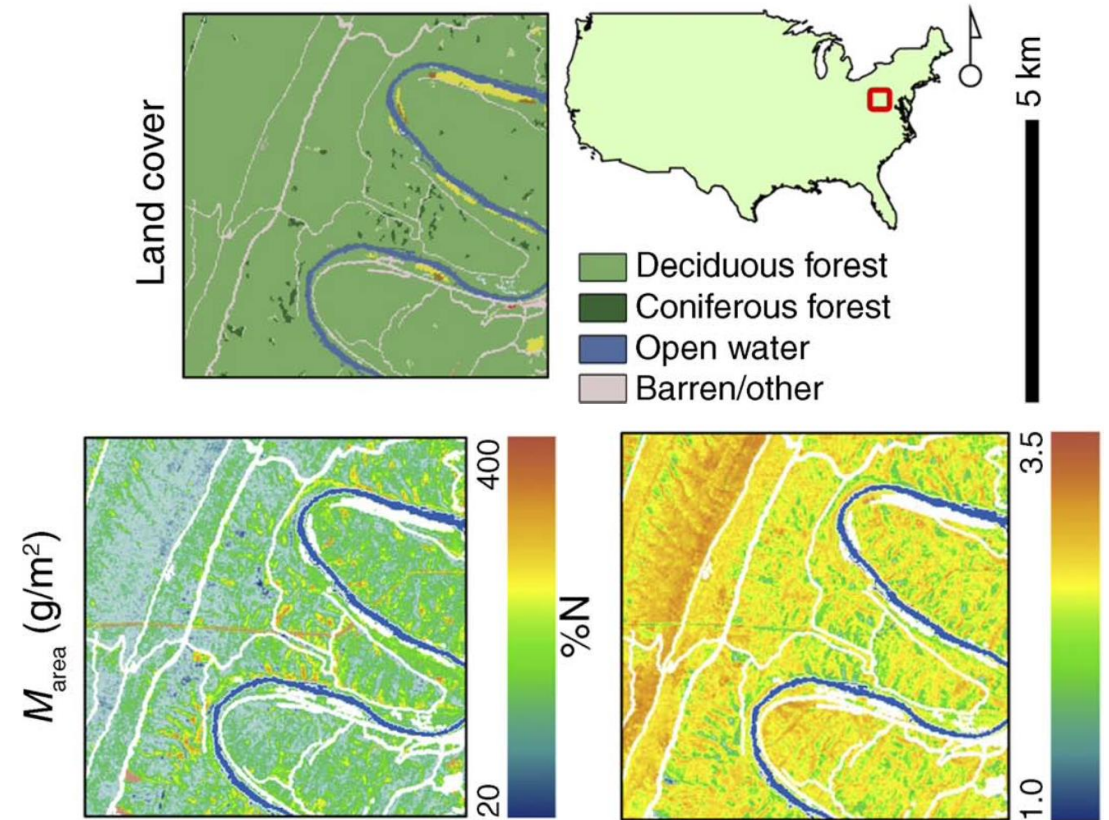 Land cover
5 km
Deciduous forest
Coniferous forest
Open water
Barren/other
M area (g/m²)
400
20
%N
3.5
1.0